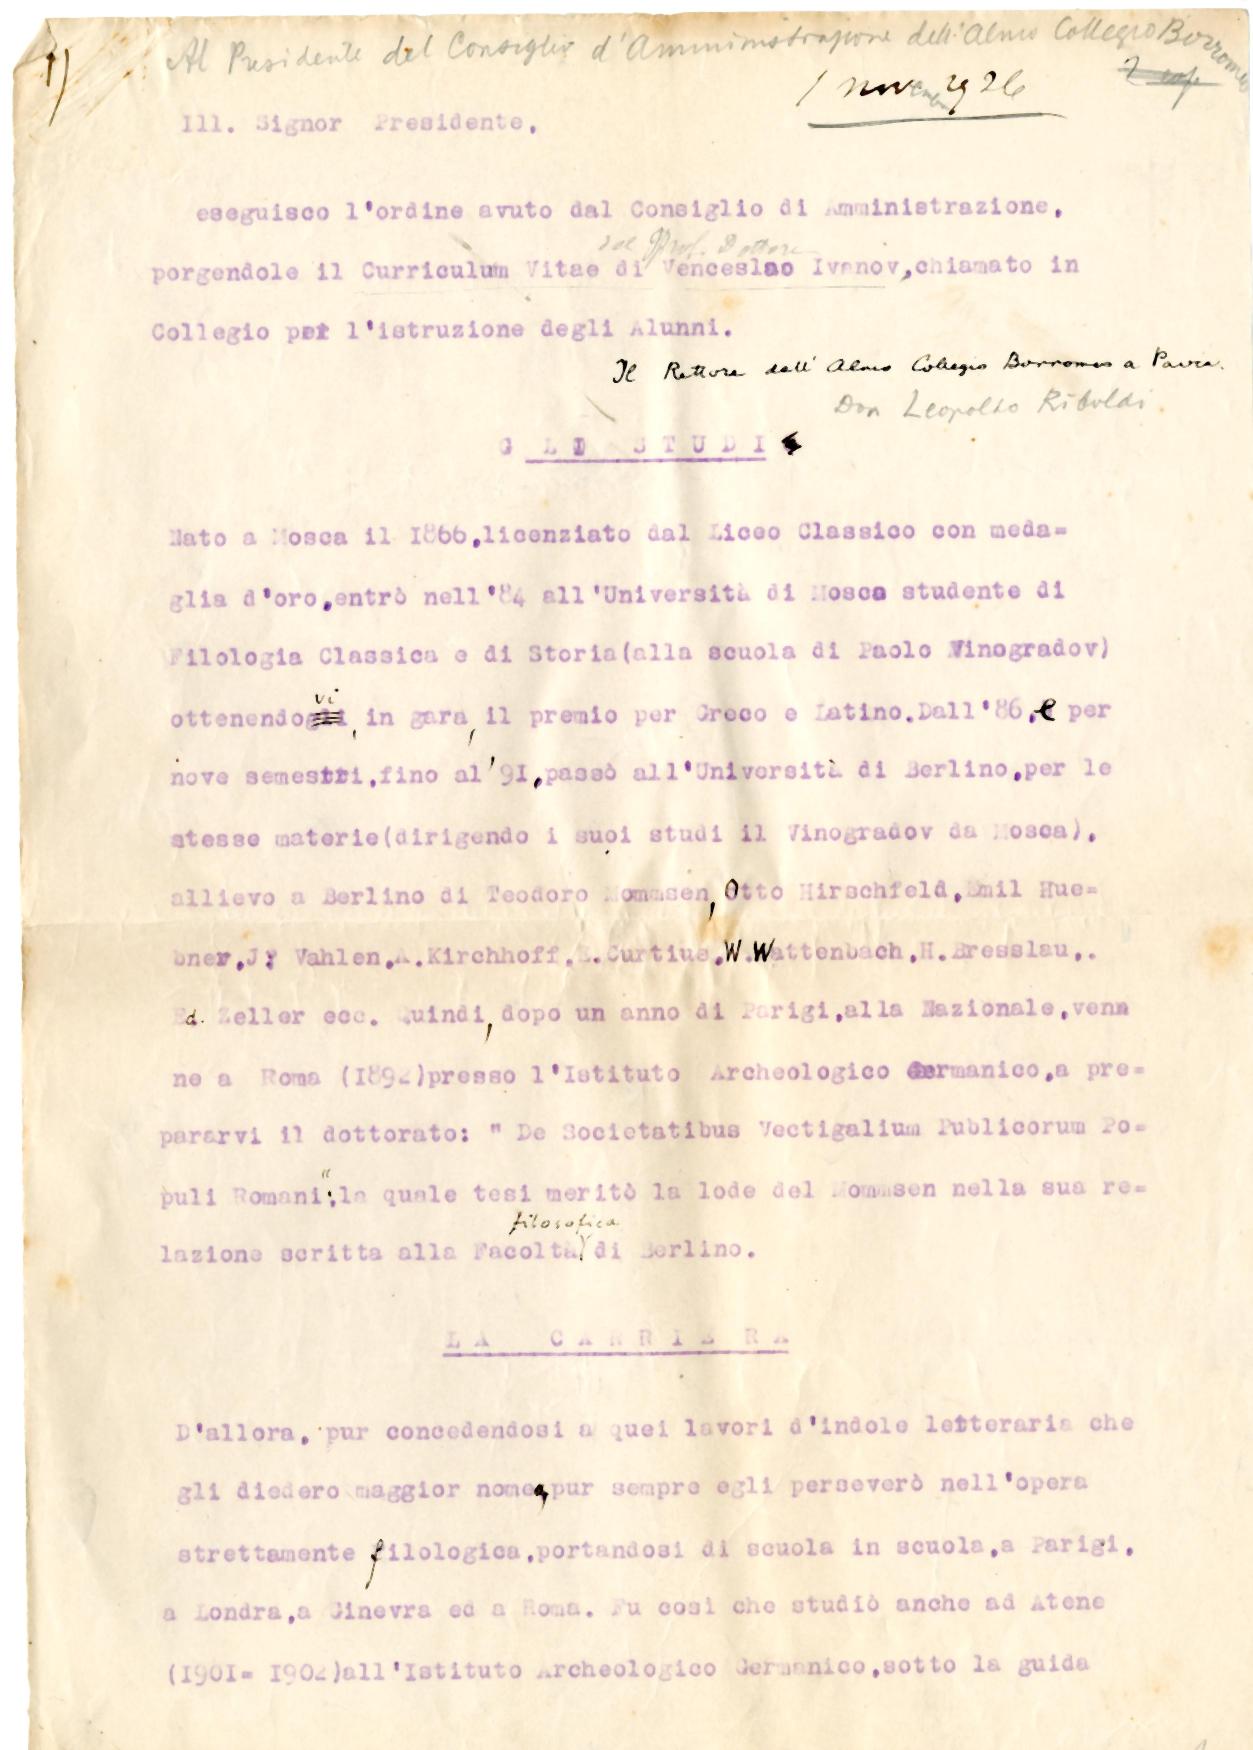 1)
Al Presidente del Consiglio d'Amministrazione dell'Almo Collegio Borromeo
1 novembre 1926
Ill. Signor Presidente,
eseguisco l'ordine avuto dal Consiglio di Amministrazione,
del Prof. Dottore
porgendole il Curriculum Vitae di Venceslao Ivanov, chiamato in
Collegio per l'istruzione degli Alunni.
Il Rettore dell'Almo Collegio Borromeo a Pavia.
Don Leopoldo Riboldi
GLI STUDI
Nato a Mosca il 1866,licenziato dal Liceo Classico con meda=
glia d'oro,entrò nell'84 all'Università di Mosca studente di
Filologia Classica e di Storia(alla scuola di Paolo Vinogradov)
vi
ottenendogli, in gara, il premio per Greco e Latino.Dall'86,e per
nove semestri,fino al '91,passò all'Università di Berlino,per le
stesse materie(dirigendo i suoi studi il Vinogradov da Mosca),
allievo a Berlino di Teodoro Mommsen, Otto Hirschfeld,Emil Hue=
bner,J. Vahlen,A.Kirchhoff,E.Curtius,W.Wattenbach,H.Bresslau,.
Ed. Zeller ecc. Quindi, dopo un anno di Parigi,alla Nazionale,venn
ne a Roma (1892)presso l'Istituto Archeologico Germanico,a pre=
pararvi il dottorato: " De Societatibus Vectigalium Publicorum Po=
puli Romani";la quale tesi meritò la lode del Mommsen nella sua re=
filosofica
lazione scritta alla Facoltà di Berlino.
LA CARRIERA
D'allora, pur concedendosi a quei lavori d'indole letteraria che
gli diedero maggior nome,pur sempre egli perseverò nell'opera
strettamente filologica,portandosi di scuola in scuola,a Parigi,
a Londra,a Ginevra ed a Roma. Fu così che studiò anche ad Atene
(1901= 1902)all'Istituto Archeologico Germanico,sotto la guida